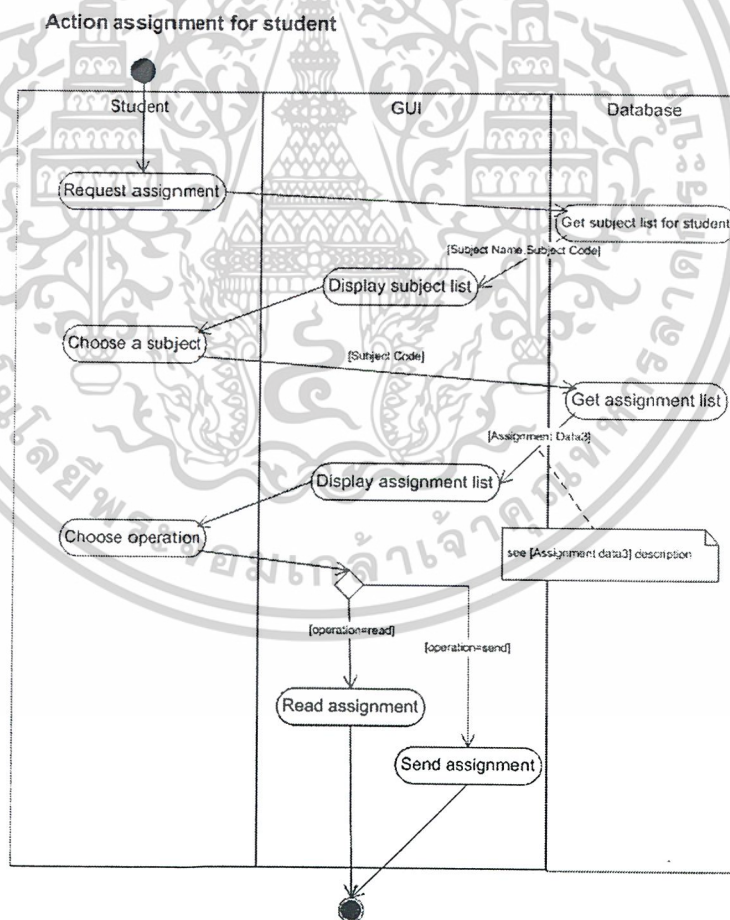 Action assignment for student
Student
GUI
Database
Request assignment
Get subject list for student
[Subject Name,Subject Code]
Display subject list
Choose a subject
[Subject Code]
Get assignment list
[Assignment Data3]
Display assignment list
Choose operation
see [Assignment data3] description
[operation=read]
[operation=send]
Read assignment
Send assignment